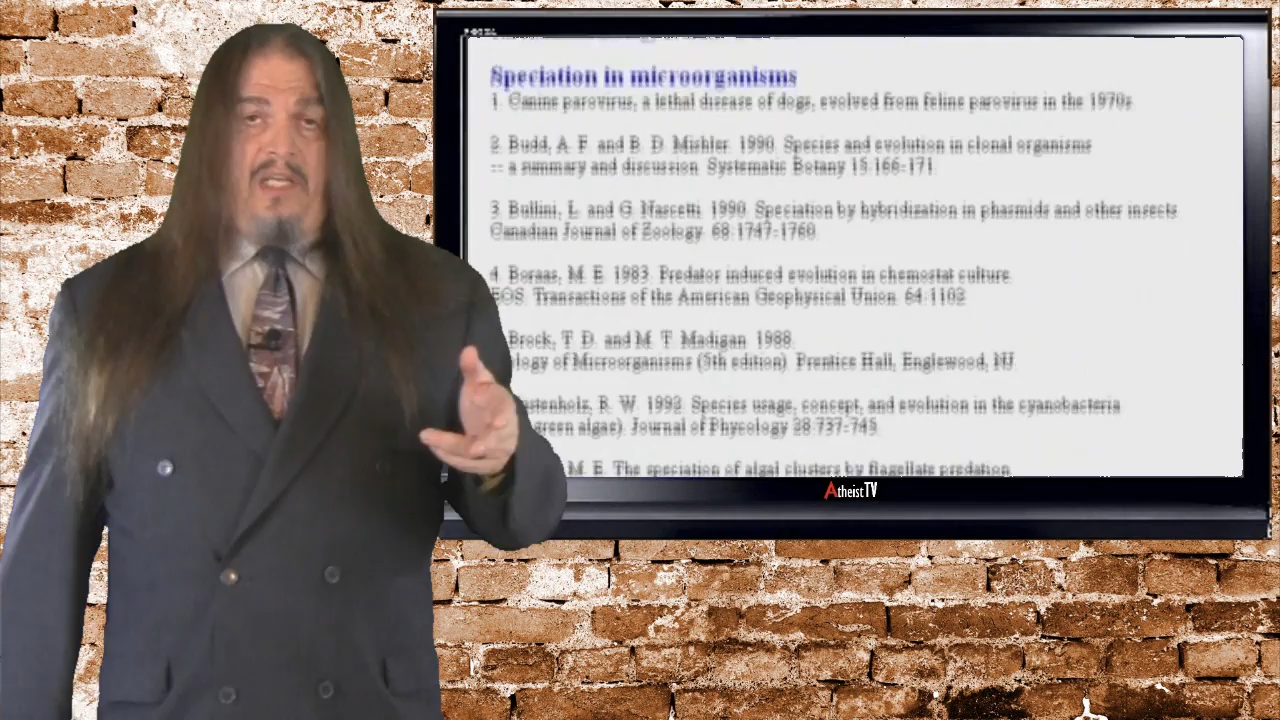 Speciation in microorganisms
1. Canine parovirus, a lethal disease of dogs, evolved from feline parovirus in the 1970s
2. Budd, A. F. and B. D. Mishler. 1990. Species and evolution in clonal organisms
-- a summary and discussion. Systematic Botany 15:166-171.
3. Bullini, L. and G. Nascetti. 1990. Speciation by hybridization in phasmids and other insects.
Canadian Journal of Zoology. 68:1747-1760.
4. Boraas, M. E. 1983. Predator induced evolution in chemostat culture.
EOS. Transactions of the American Geophysical Union. 64:1102.
Brock, T. D. and M. T. Madigan. 1988.
of Microorganisms (5th edition). Prentice Hall, Englewood, NJ.
R. W. 1992. Species usage, concept, and evolution in the cyanobacteria
green algae). Journal of Phycology 28:737-745.
M. E. The speciation of algal clusters by flagellate predation.
AtheistTV